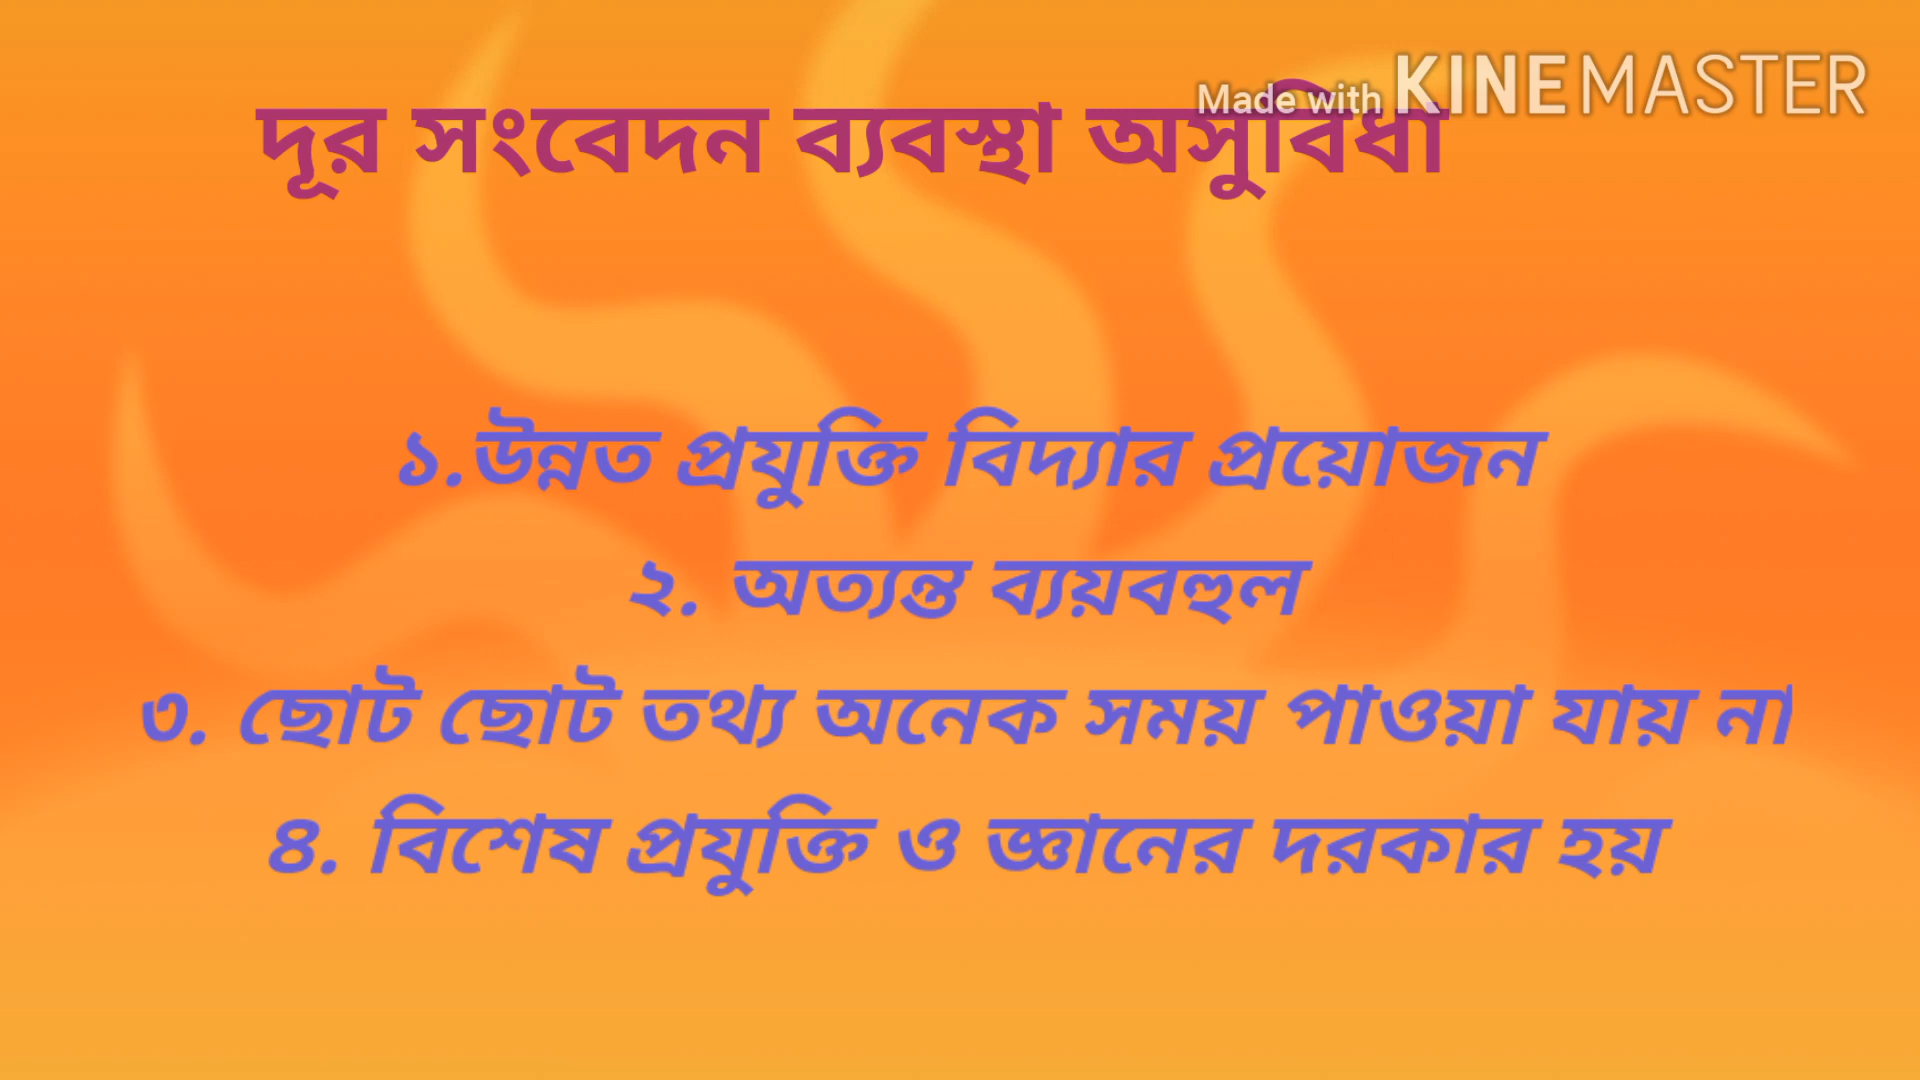 Made with KINEMASTER
দূর সংবেদন ব্যবস্থা অসুবিধা
১.উন্নত প্রযুক্তি বিদ্যার প্রয়োজন
২. অত্যন্ত ব্যয়বহুল
৩. ছোট ছোট তথ্য অনেক সময় পাওয়া যায় না
৪. বিশেষ প্রযুক্তি ও জ্ঞানের দরকার হয়